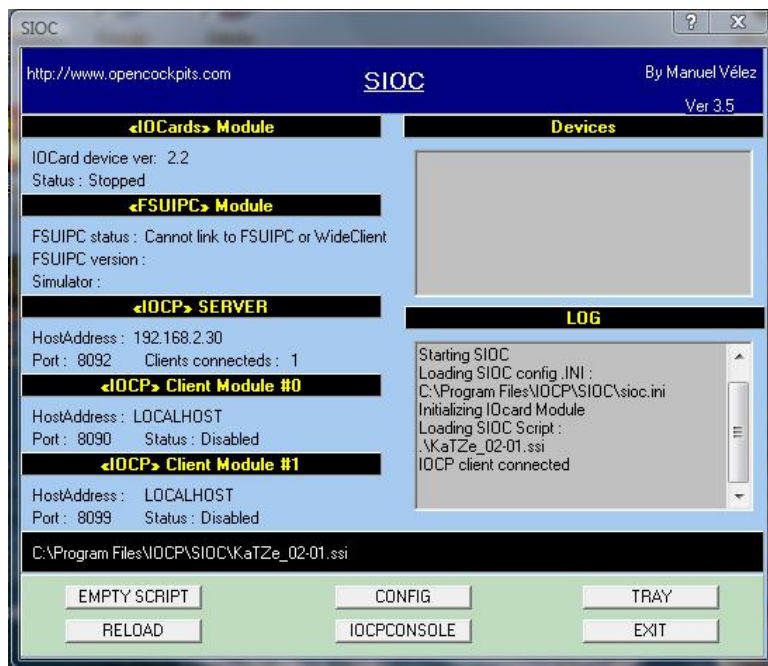 SIOC
http://www.opencockpits.com
SIOC
By Manuel Vélez
Ver 3.5
«IOCards» Module
IOCard device ver: 2.2
Status : Stopped
«FSUIPC» Module
FSUIPC status : Cannot link to FSUIPC or WideClient
FSUIPC version :
Simulator :
«IOCP» SERVER
HostAddress : 192.168.2.30
Port : 8092 Clients connecteds : 1
«IOCP» Client Module #0
HostAddress : LOCALHOST
Port : 8090 Status : Disabled
«IOCP» Client Module #1
HostAddress : LOCALHOST
Port : 8099 Status : Disabled
Devices
LOG
Starting SIOC
Loading SIOC config .INI :
C:\Program Files\IOCP\SIOC\sioc.ini
Initializing IOcard Module
Loading SIOC Script :
.\KaTZe_02-01.ssi
IOCP client connected
C:\Program Files\IOCP\SIOC\KaTZe_02-01.ssi
EMPTY SCRIPT CONFIG TRAY
RELOAD IOCPCONSOLE EXIT